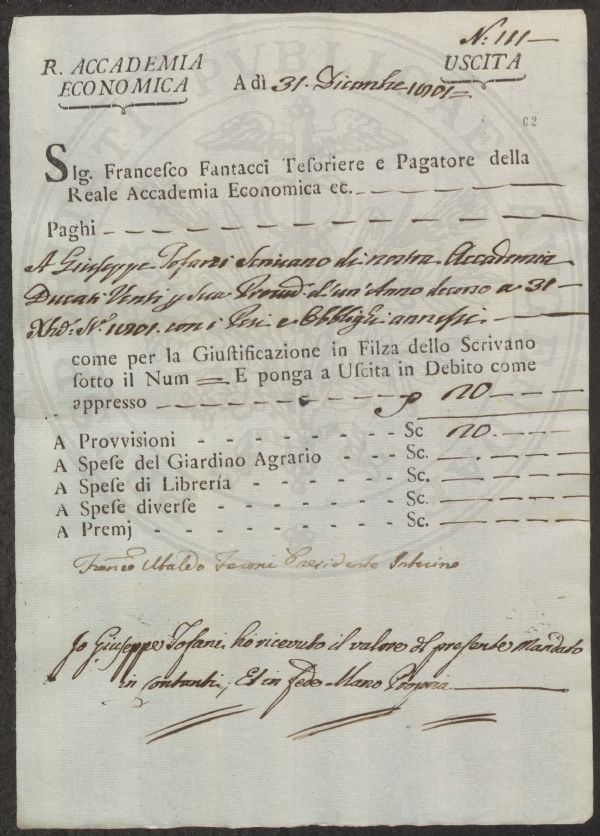 N.° 111
R. ACCADEMIA ECONOMICA
USCITA
A dì 31. Dicembre 1801
62
Sig. Francesco Fantacci Tesoriere e Pagatore della
Reale Accademia Economica ec.
Paghi
A Giuseppe Tofani Scrivano di nostra Accademia
Ducati Venti p Sua Provvd. d'un'Anno decorso a 31
Xbre 1801. con i Pesi e Obblighi annessi
come per la Giustificazione in Filza dello Scrivano
sotto il Num = E ponga a Uscita in Debito come
appresso 20
A Provvisioni - - - - - - - - Sc. 20
A Spese del Giardino Agrario - - - Sc.
A Spese di Librería - - - - - - Sc.
A Spese diverse - - - - - - - - Sc.
A Premj - - - - - - - - Sc.
Franco Ubaldo Feroni Presidente Interino
Io Giuseppe Tofani ho ricevuto il valore del presente Mandato
in contanti, Et in fede Mano Propria